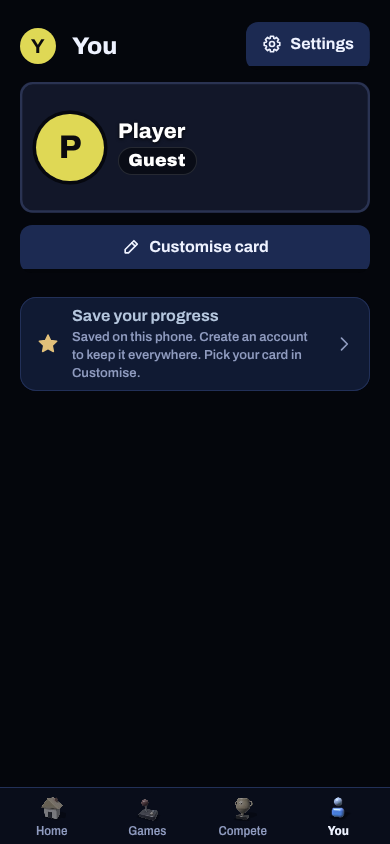 Y You
Settings
P
Player
Guest
Customise card
Save your progress
Saved on this phone. Create an account
to keep it everywhere. Pick your card in
Customise.
Home Games Compete You